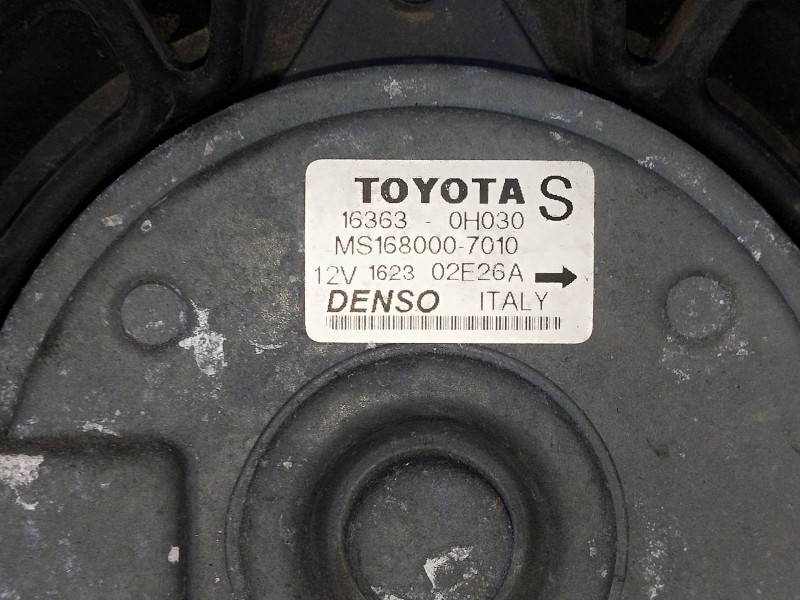 TOYOTA S
16363 - 0H030
MS168000-7010
12V 1623 02E26A
DENSO ITALY